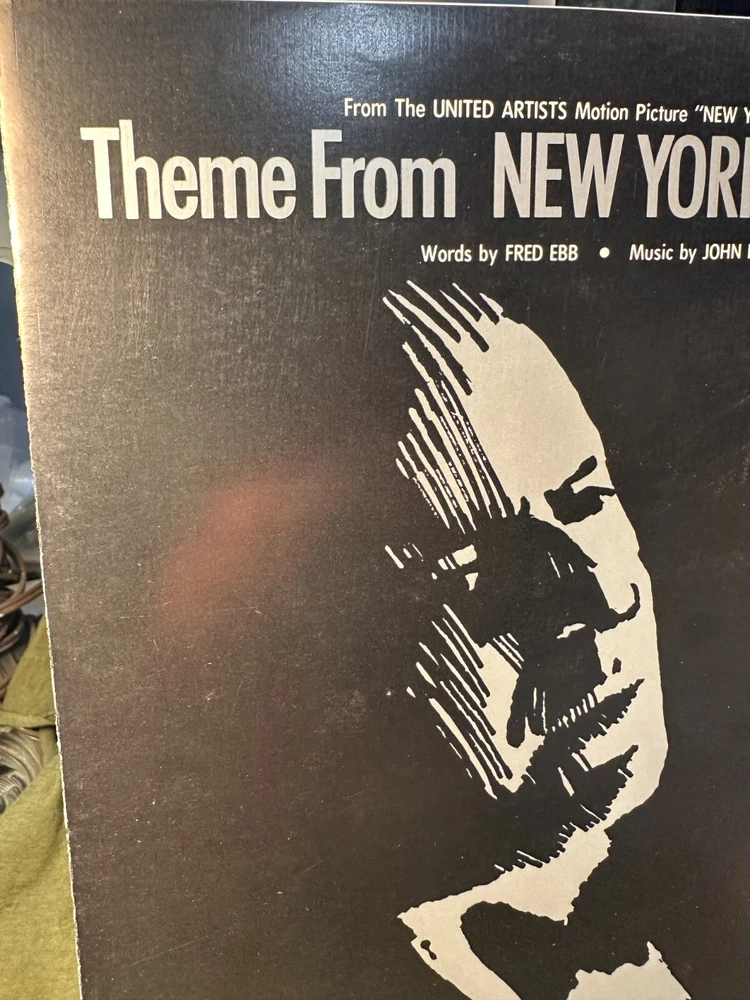 From The UNITED ARTISTS Motion Picture "NEW Y
Theme From NEW YORK
Words by FRED EBB • Music by JOHN